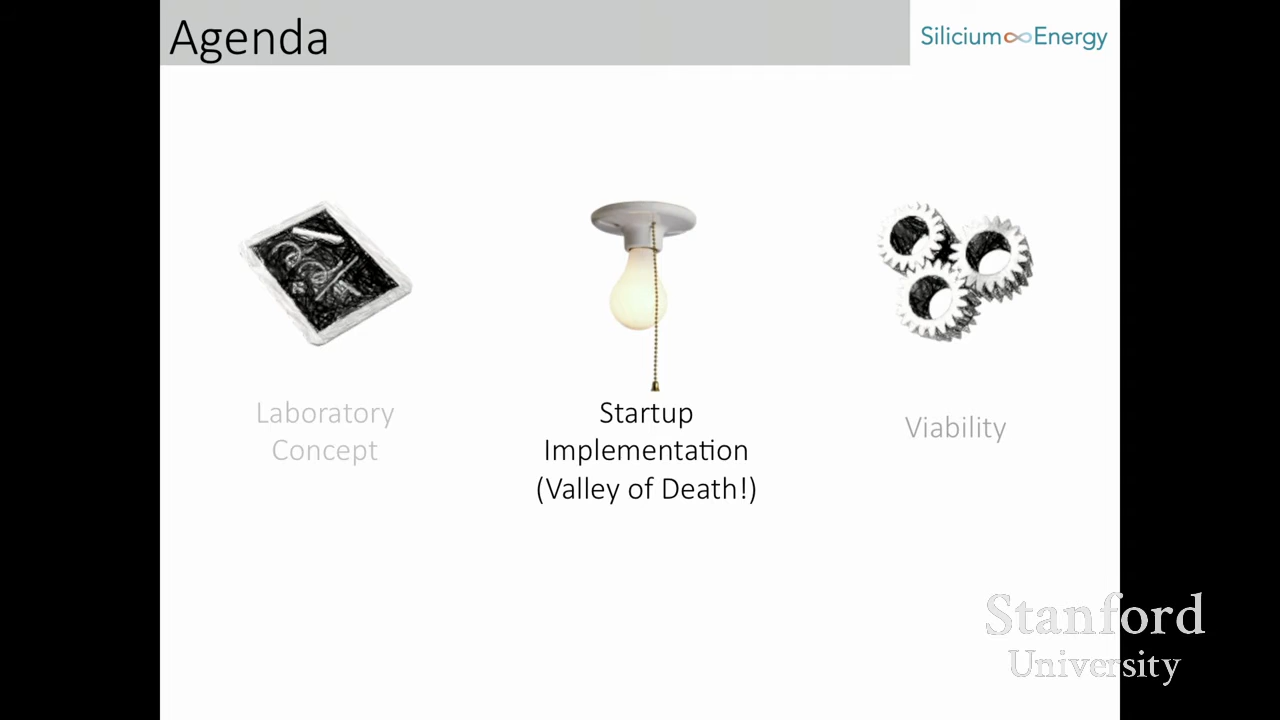 Agenda
Silicium Energy
Laboratory
Concept
Startup
Implementation
(Valley of Death!)
Viability
Stanford
University